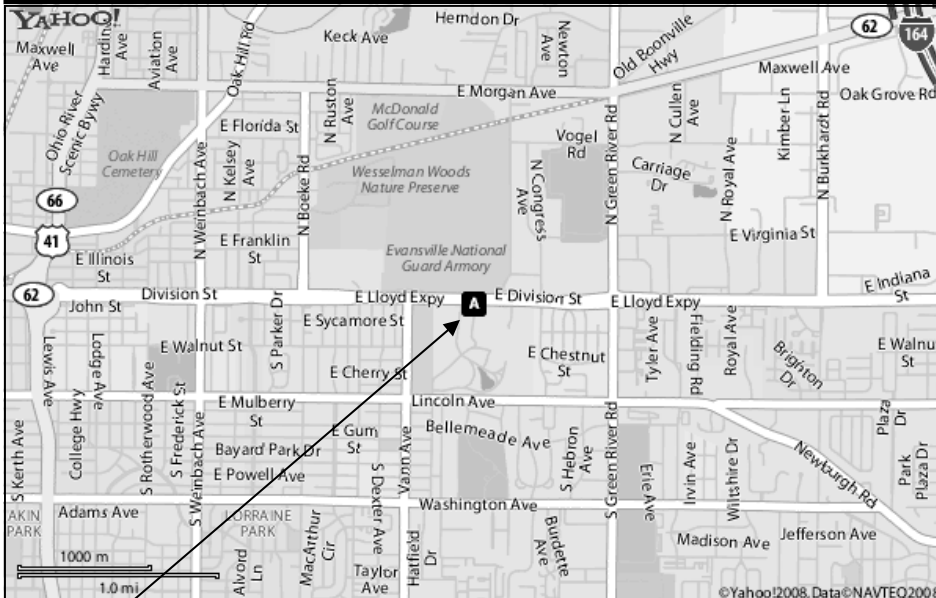 YAHOO!
Maxwell
Ave
Harding
Ave
Aviation
Ave
Oak Hill Rd
Keck Ave
Herndon Dr
Newton
Ave
Old Boonville
Hwy
62
164
Maxwell Ave
Oak Grove Rd
E Morgan Ave
Ohio River
Scenic Bywy
E Florida St
N Ruston
Ave
McDonald
Golf Course
Vogel
Rd
N Cullen
Ave
Kimber Ln
N Burkhardt Rd
Oak Hill
Cemetery
N Weinbach Ave
N Kelsey
Ave
N Boeke Rd
Wesselman Woods
Nature Preserve
N Congress
Ave
N Green River Rd
Carriage
Dr
N Royal Ave
66
41
E Franklin
St
E Illinois
St
Evansville National
Guard Armory
E Virginia St
E Indiana
St
62
John St
Division St
E Lloyd Expy
A
E Division St
E Lloyd Expy
E Sycamore St
S Parker Dr
E Walnut St
E Cherry St
E Chestnut
St
Tyler Ave
Fielding Rd
Royal Ave
Brighton
Dr
E Walnu
St
Lewis Ave
Lodge Ave
College Hwy
S Rotherwood Ave
S Frederick St
E Mulberry
St
Lincoln Ave
Bellemeade Ave
Plaza
Dr
S Kerth Ave
S Weinbach Ave
E Gum
St
Bayard Park Dr
E Powell Ave
S Dexter Ave
Vann Ave
S Hebron
Ave
S Green River Rd
Erie Ave
Irvin Ave
Wiltshire Dr
Newburgh Rd
Park
Plaza Dr
Washington Ave
AKIN
PARK
Adams Ave
LORRAINE
PARK
MacArthur
Cir
Alvord
Ln
Taylor
Ave
Hatfield
Dr
Burdette
Ave
Madison Ave
Jefferson Ave
1000 m
1.0 mi
©Yahoo!2008, Data©NAVTEQ2008